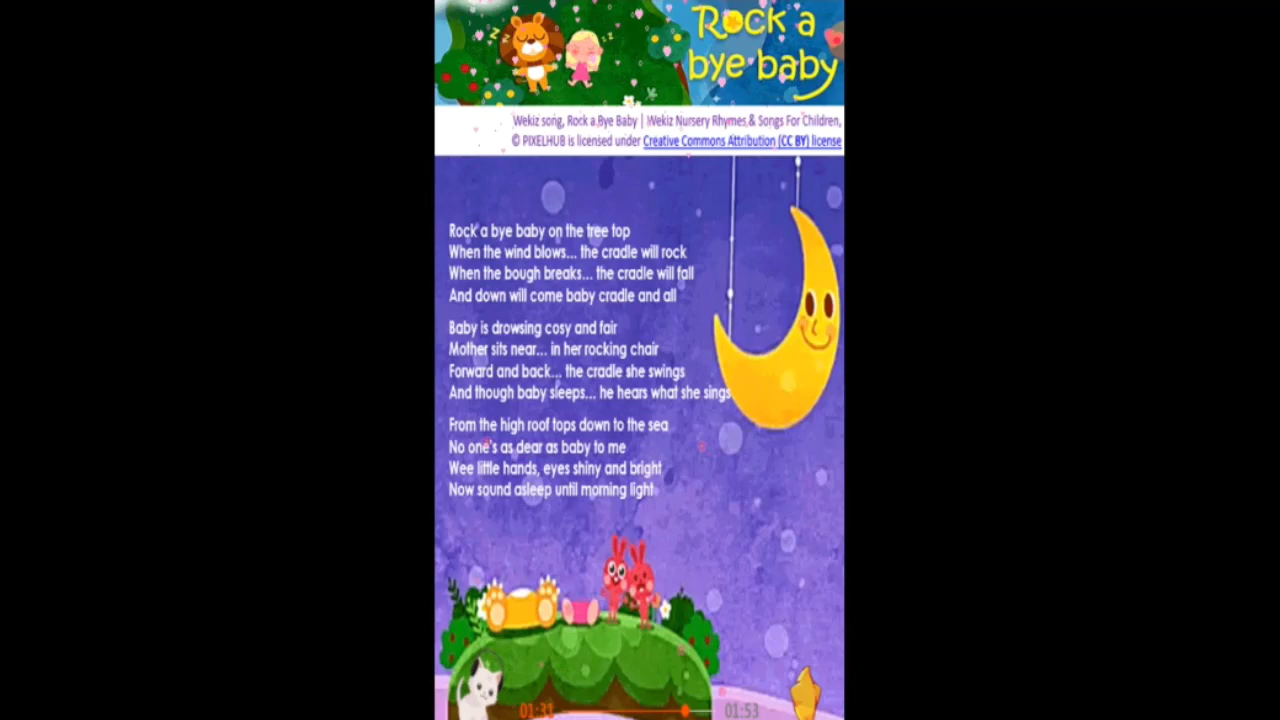 Rock a
bye baby
Wekiz song, Rock a Bye Baby | Wekiz Nursery Rhymes & Songs For Children,
© PIXELHUB is licensed under Creative Commons Attribution (CC BY) license
Rock a bye baby on the tree top
When the wind blows... the cradle will rock
When the bough breaks... the cradle will fall
And down will come baby cradle and all
Baby is drowsing cosy and fair
Mother sits near... in her rocking chair
Forward and back... the cradle she swings
And though baby sleeps... he hears what she sings
From the high roof tops down to the sea
No one's as dear as baby to me
Wee little hands, eyes shiny and bright
Now sound asleep until morning light
01:31 01:53